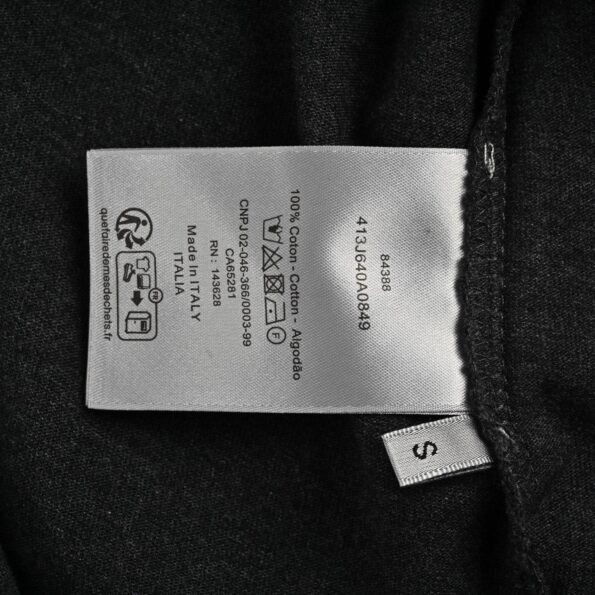 84388
413J640A0849
100% Coton - Cotton - Algodão
F
CNPJ 02-046-366/0003-99
CA65281
RN : 143628
Made In ITALY
ITALIA
FR
quefairedemesdechets.fr
S